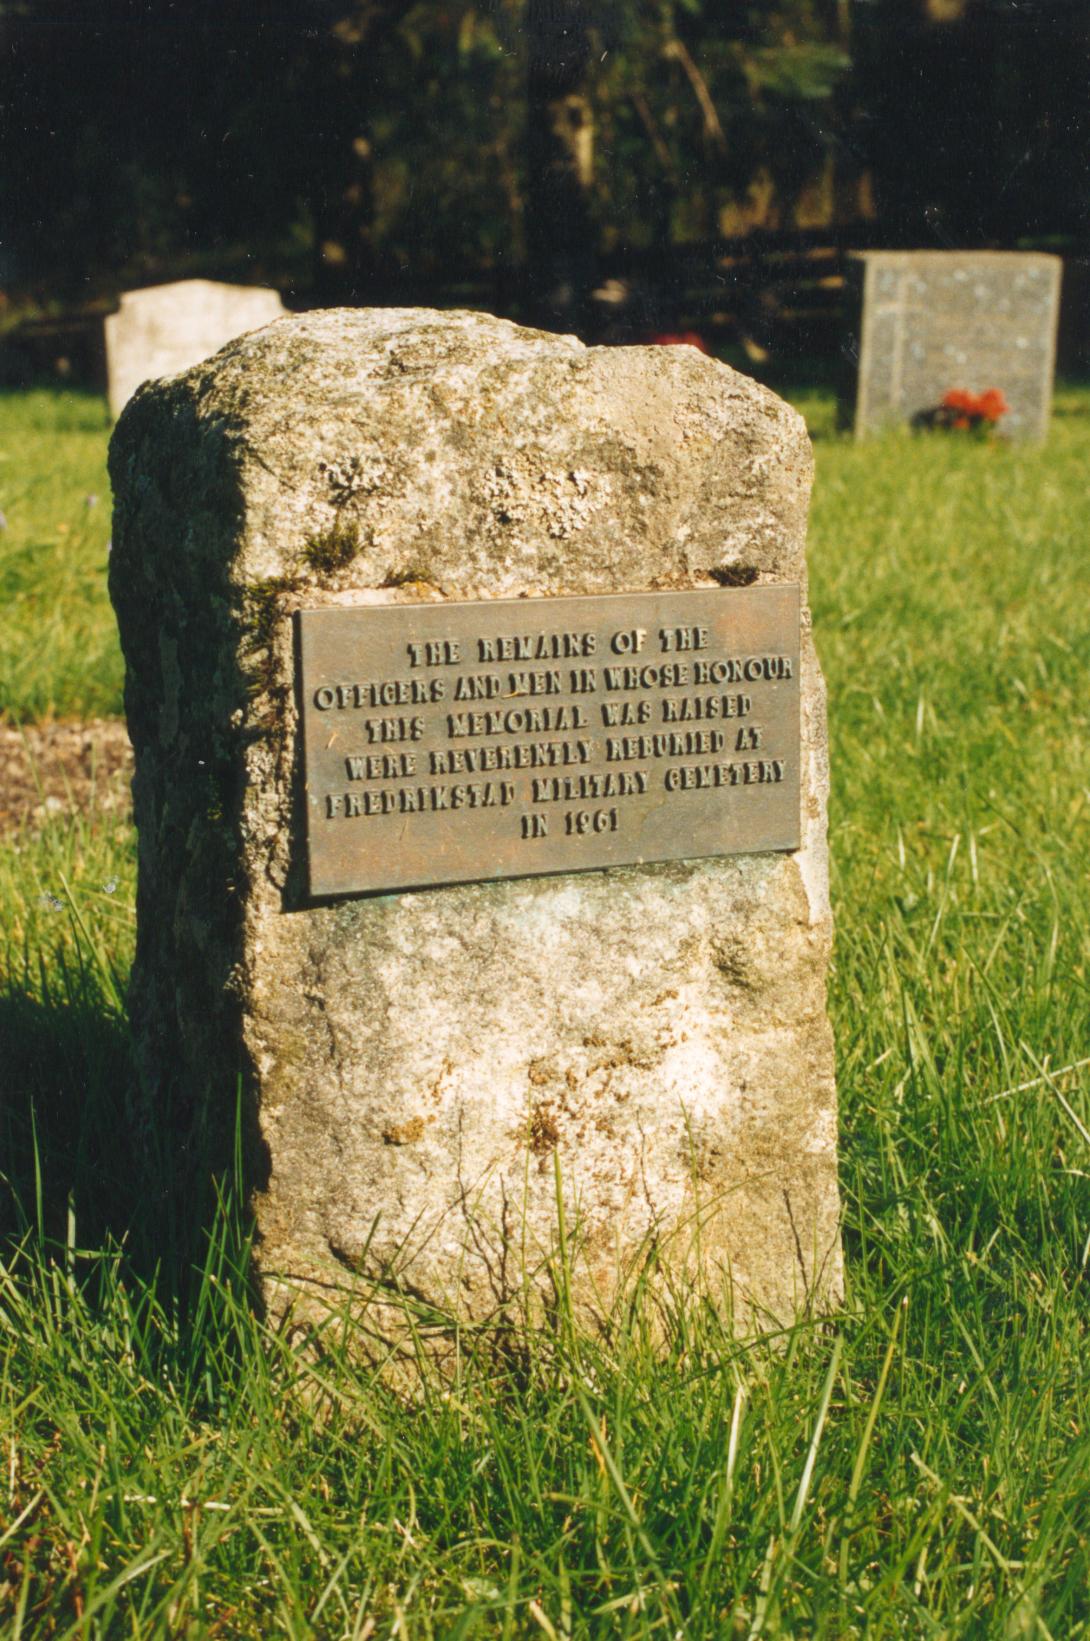 THE REMAINS OF THE
OFFICERS AND MEN IN WHOSE HONOUR
THIS MEMORIAL WAS RAISED
WERE REVERENTLY REBURIED AT
FREDRIKSTAD MILITARY CEMETERY
IN 1961